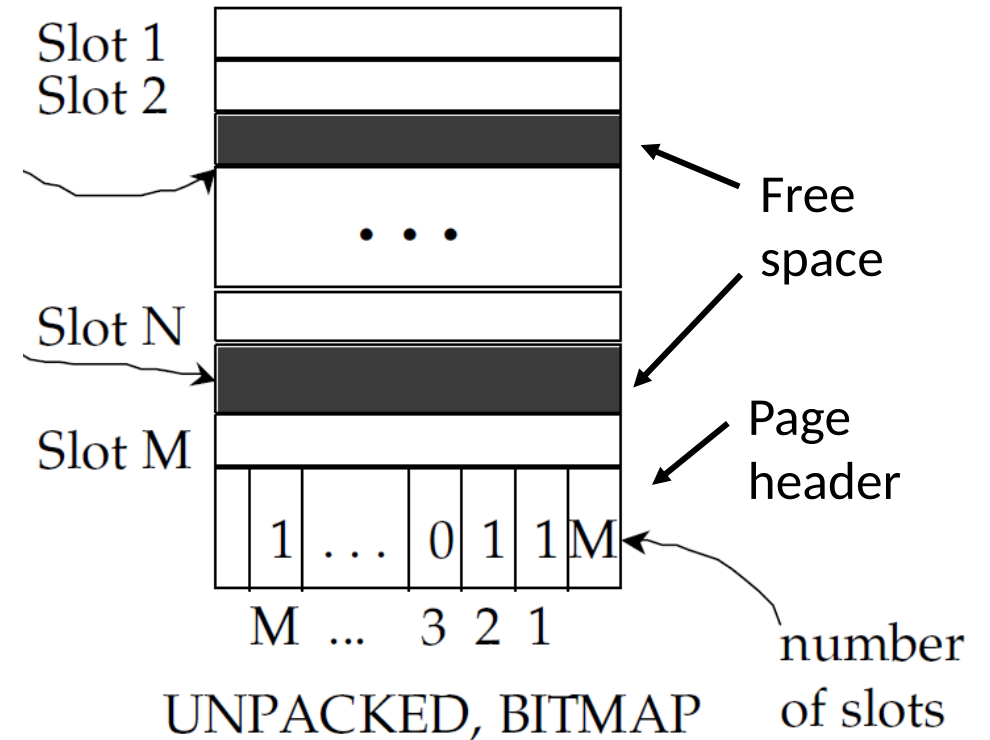 Slot 1
Slot 2
Free
space
• • •
Slot N
Page
header
Slot M
1 . . . 0 1 1 M
M ... 3 2 1
number
of slots
UNPACKED, BITMAP